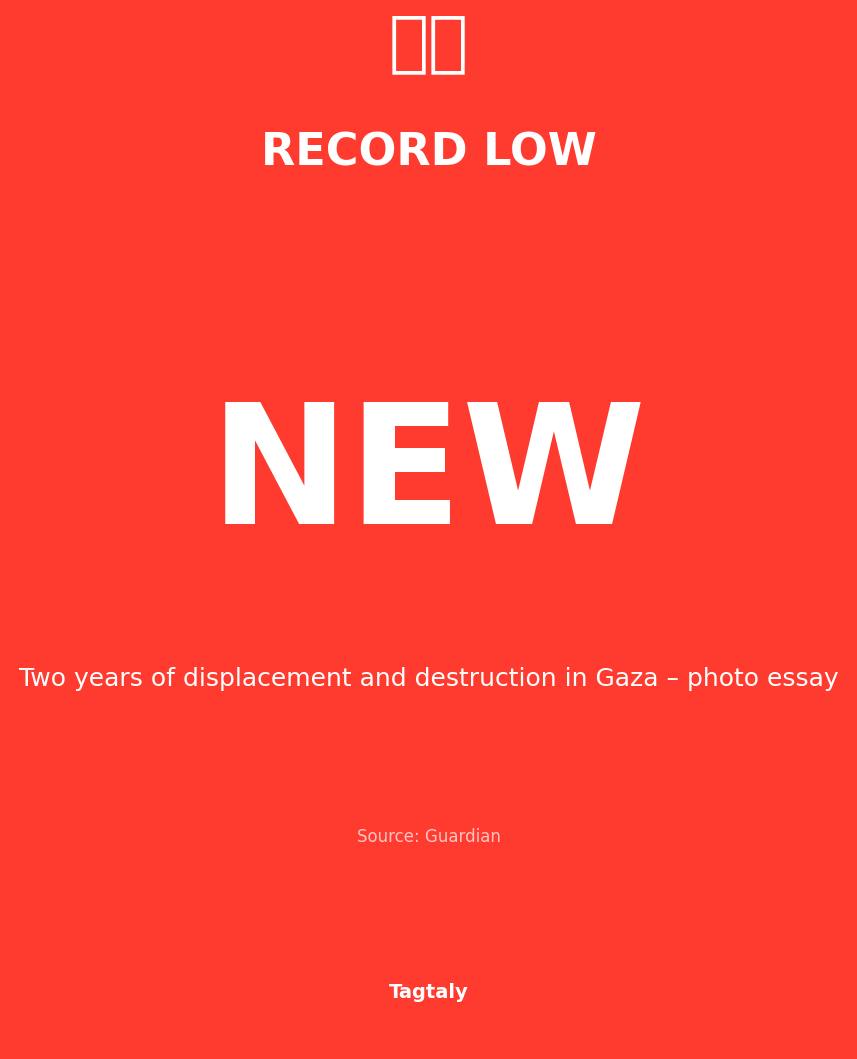 RECORD LOW
NEW
Two years of displacement and destruction in Gaza – photo essay
Source: Guardian
Tagtaly